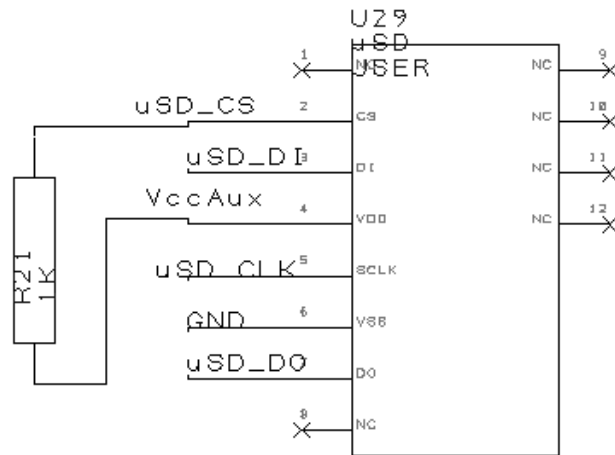 U29
uSD
USER
1 NC NC 9
uSD_CS 2 CS NC 10
uSD_DI 3 DI NC 11
VccAux 4 VDD NC 12
uSD_CLK 5 SCLK
GND 6 VSS
uSD_DO DO
NC
R21
1K